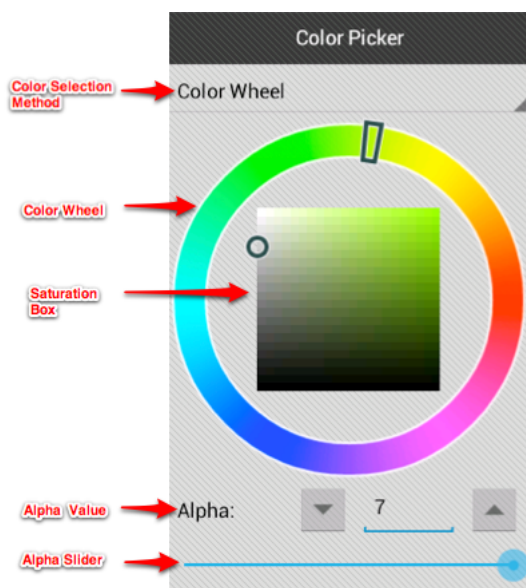 Color Picker
Color Selection
Method
Color Wheel
Color Wheel
Saturation
Box
Alpha Value
Alpha:
7
Alpha Slider